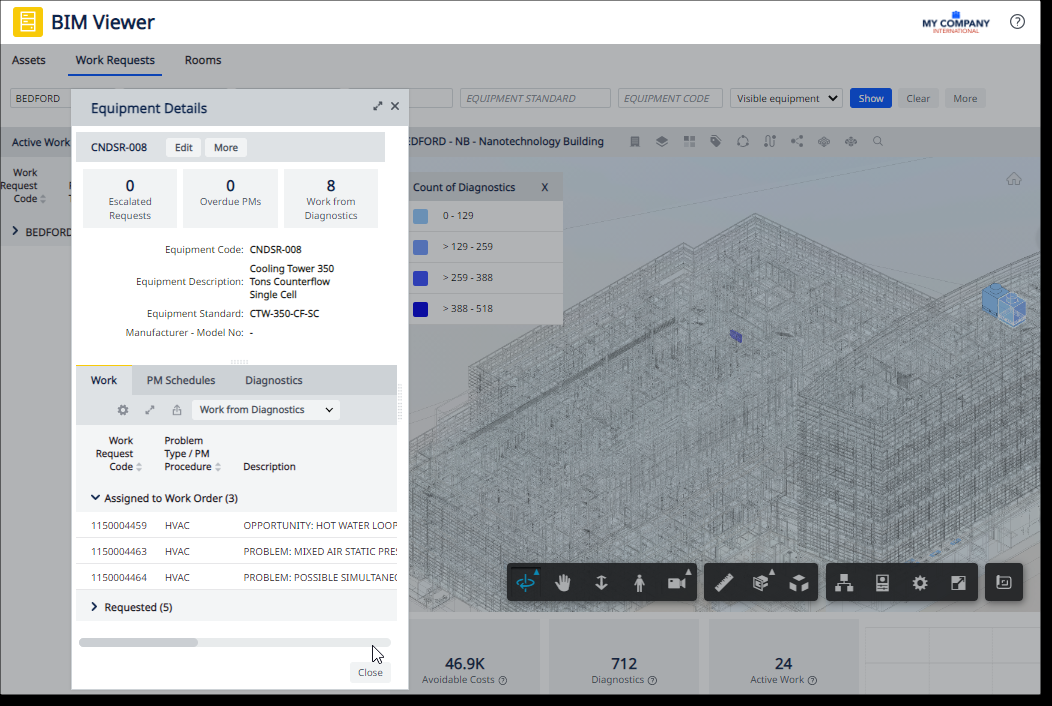 BIM Viewer
MY COMPANY
INTERNATIONAL
?
Assets
Work Requests
Rooms
BEDFORD
EQUIPMENT STANDARD
EQUIPMENT CODE
Visible equipment
Show
Clear
More
Equipment Details
Active Work
EDFORD - NB - Nanotechnology Building
CNDSR-008
Edit
More
Work
Request
Code
BEDFORD
0
Escalated
Requests
0
Overdue PMs
8
Work from
Diagnostics
Count of Diagnostics
X
0 - 129
> 129 - 259
> 259 - 388
> 388 - 518
Equipment Code: CNDSR-008
Equipment Description: Cooling Tower 350
Tons Counterflow
Single Cell
Equipment Standard: CTW-350-CF-SC
Manufacturer - Model No: -
Work
PM Schedules
Diagnostics
Work from Diagnostics
Work
Request
Code
Problem
Type / PM
Procedure
Description
Assigned to Work Order (3)
1150004459 HVAC OPPORTUNITY: HOT WATER LOOP
1150004463 HVAC PROBLEM: MIXED AIR STATIC PRES
1150004464 HVAC PROBLEM: POSSIBLE SIMULTANEO
Requested (5)
Close
46.9K
Avoidable Costs ?
712
Diagnostics ?
24
Active Work ?